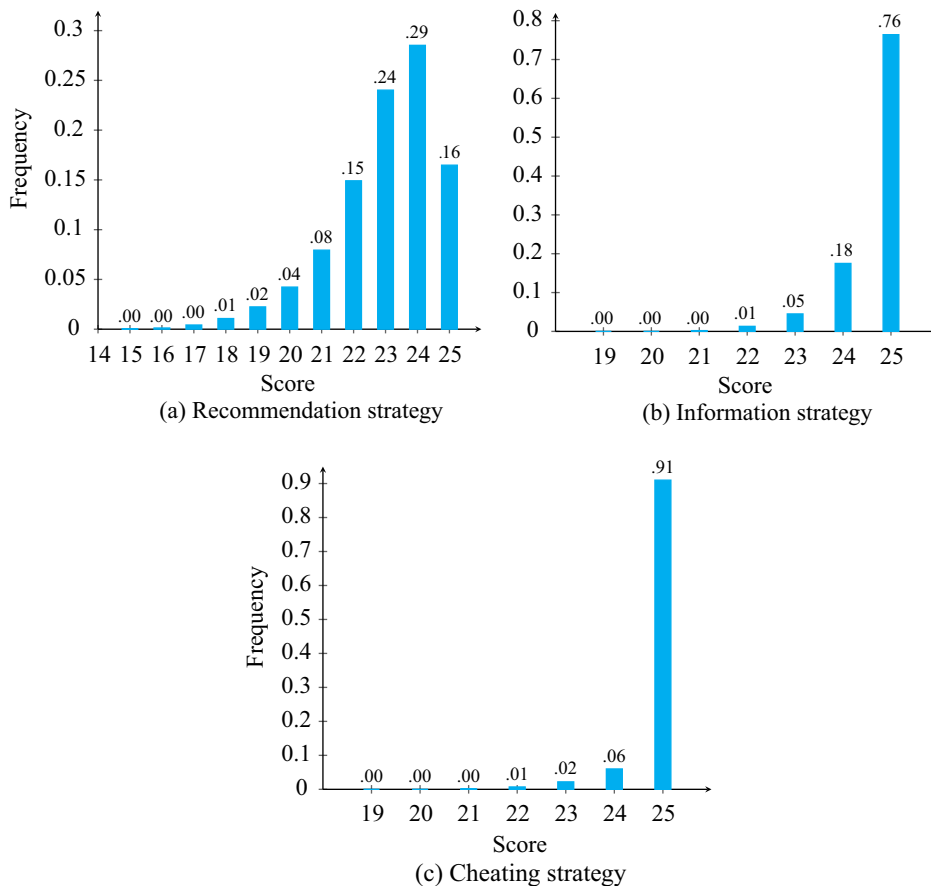 Frequency
0.3
0.25
0.2
0.15
0.1
0.05
0
.00 .00 .00 .01 .02 .04 .08 .15 .24 .29 .16
14 15 16 17 18 19 20 21 22 23 24 25
Score
(a) Recommendation strategy
0.8
0.7
0.6
0.5
0.4
0.3
0.2
0.1
0
.00 .00 .00 .01 .05 .18 .76
19 20 21 22 23 24 25
Score
(b) Information strategy
Frequency
0.9
0.8
0.7
0.6
0.5
0.4
0.3
0.2
0.1
0
.00 .00 .00 .01 .02 .06 .91
19 20 21 22 23 24 25
Score
(c) Cheating strategy